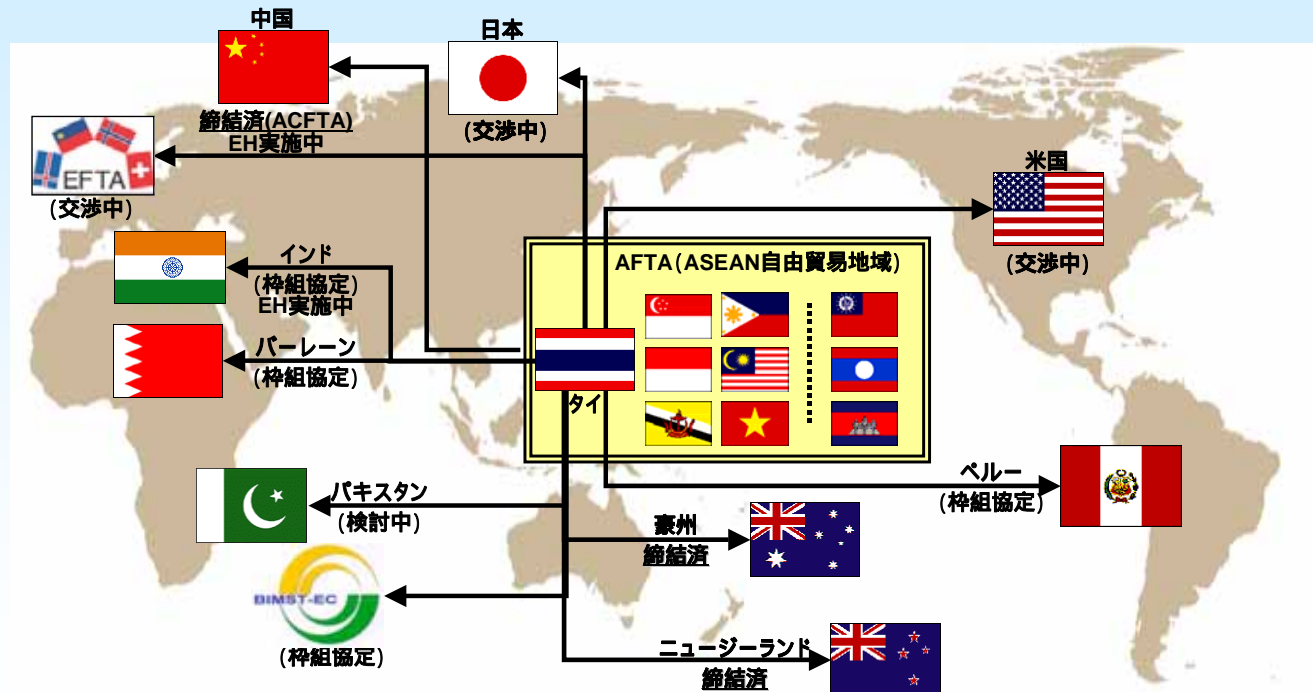 中国
締結済(ACFTA)
EH実施中
日本
(交渉中)
EFTA
(交渉中)
米国
(交渉中)
インド
(枠組協定)
EH実施中
AFTA(ASEAN自由貿易地域)
バーレーン
(枠組協定)
タイ
パキスタン
(検討中)
ペルー
(枠組協定)
豪州
締結済
BIMST-EC
(枠組協定)
ニュージーランド
締結済